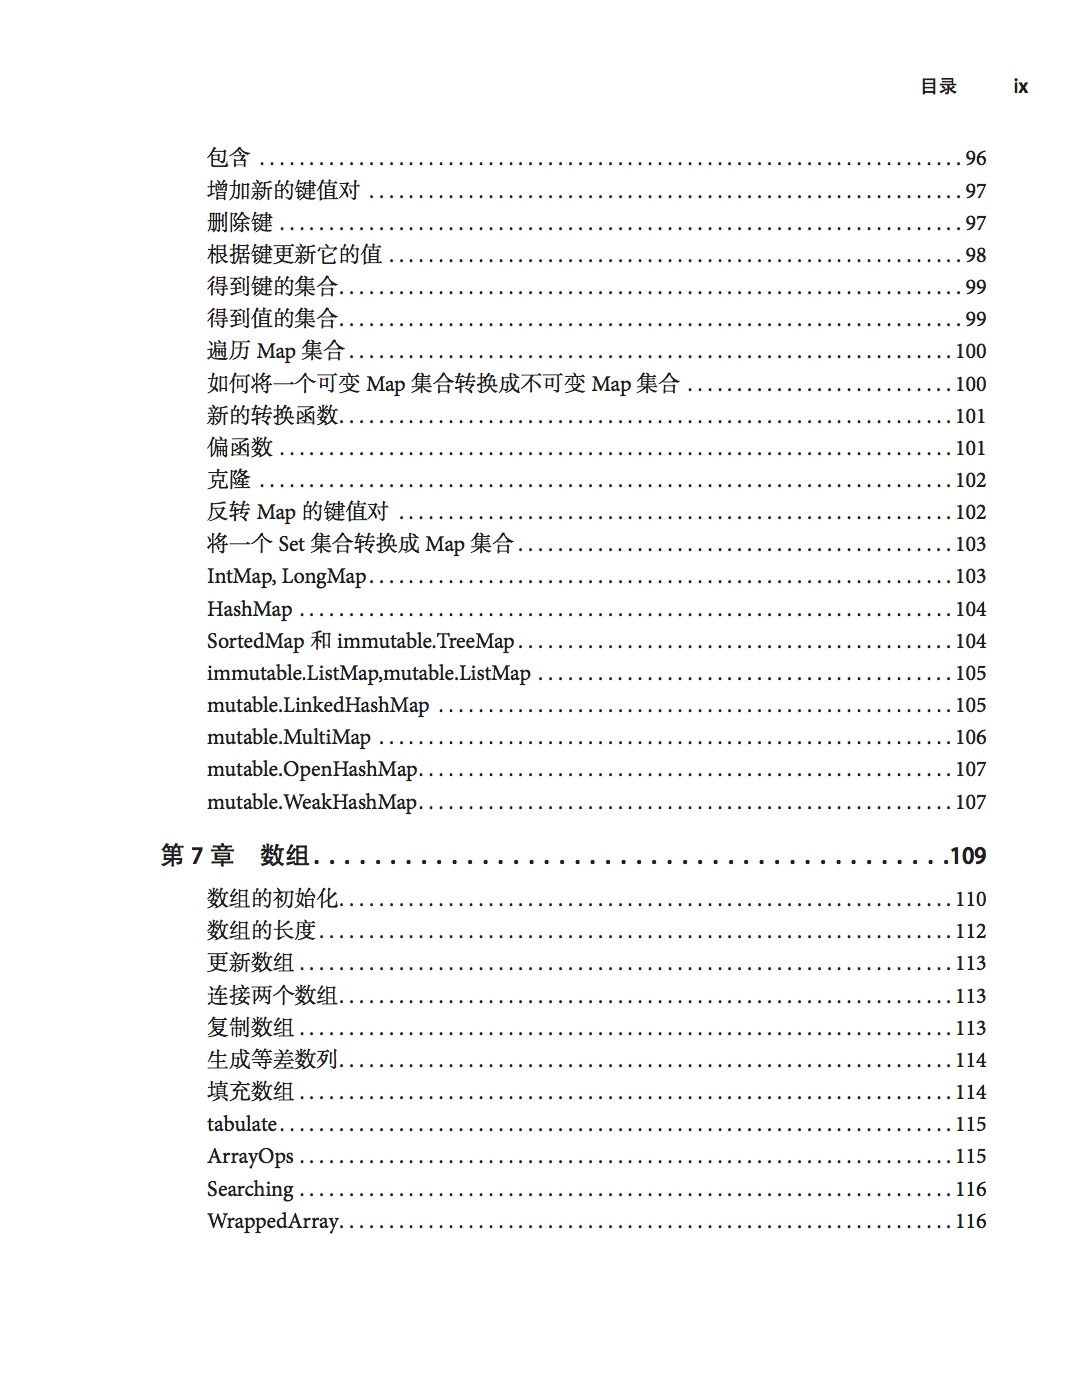 目录 ix
包含 ........................................................................ 96
增加新的键值对 ............................................................. 97
删除键 ...................................................................... 97
根据键更新它的值 ........................................................... 98
得到键的集合................................................................ 99
得到值的集合................................................................ 99
遍历 Map 集合.............................................................. 100
如何将一个可变 Map 集合转换成不可变 Map 集合 ........................... 100
新的转换函数.............................................................. 101
偏函数 .................................................................... 101
克隆 ...................................................................... 102
反转 Map 的键值对 ........................................................ 102
将一个 Set 集合转换成 Map 集合............................................ 103
IntMap, LongMap........................................................... 103
HashMap .................................................................. 104
SortedMap 和 immutable.TreeMap............................................ 104
immutable.ListMap,mutable.ListMap ......................................... 105
mutable.LinkedHashMap .................................................... 105
mutable.MultiMap .......................................................... 106
mutable.OpenHashMap...................................................... 107
mutable.WeakHashMap...................................................... 107
第 7 章 数组...........................................109
数组的初始化.............................................................. 110
数组的长度................................................................ 112
更新数组 .................................................................. 113
连接两个数组.............................................................. 113
复制数组 .................................................................. 113
生成等差数列.............................................................. 114
填充数组 .................................................................. 114
tabulate.................................................................... 115
ArrayOps .................................................................. 115
Searching .................................................................. 116
WrappedArray.............................................................. 116